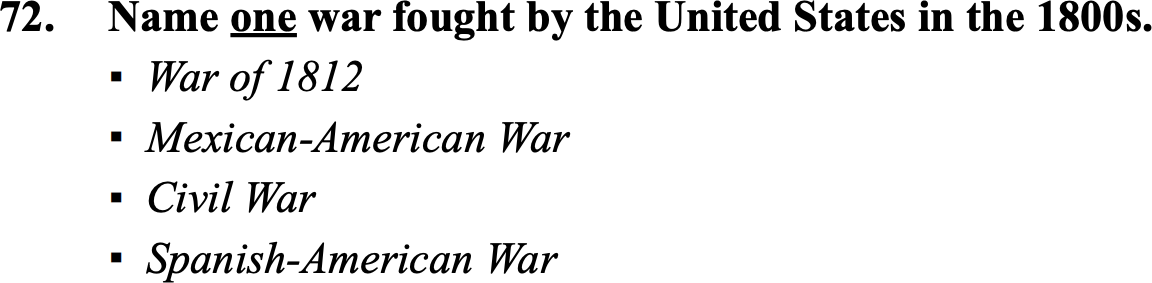 72. Name one war fought by the United States in the 1800s.
▪ War of 1812
▪ Mexican-American War
▪ Civil War
▪ Spanish-American War